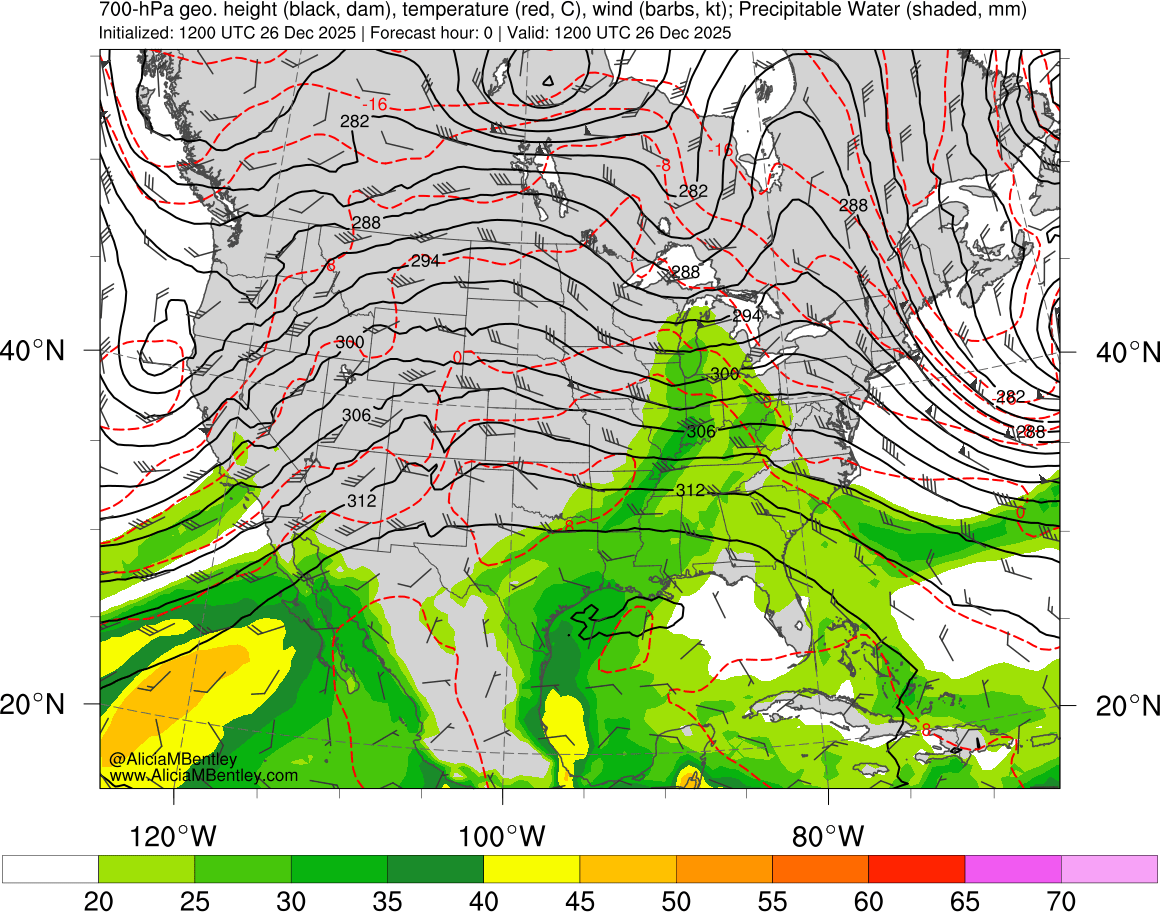 700-hPa geo. height (black, dam), temperature (red, C), wind (barbs, kt); Precipitable Water (shaded, mm)
Initialized: 1200 UTC 26 Dec 2025 | Forecast hour: 0 | Valid: 1200 UTC 26 Dec 2025
-16
282
-16
-8
282
288
288
294
8
288
294
40°N
300
0
300
40°N
282
306
0
306
288
312
312
8
0
20°N
20°N
8
@AliciaMBentley
www.AliciaMBentley.com
120°W 100°W 80°W
20 25 30 35 40 45 50 55 60 65 70